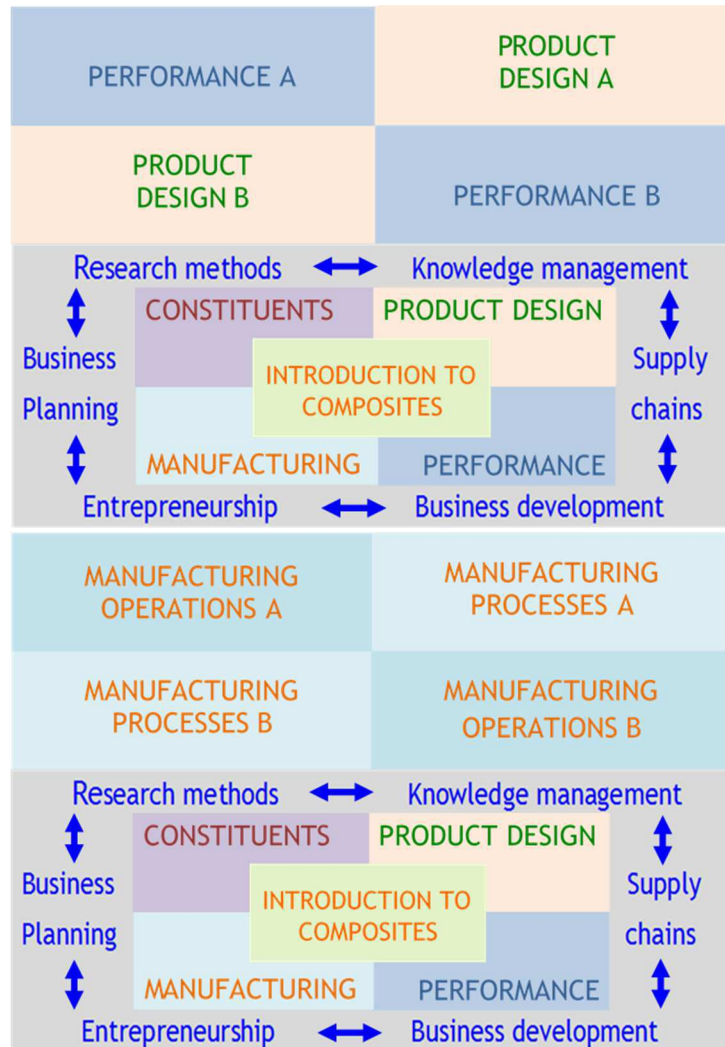 PERFORMANCE A
PRODUCT
DESIGN A
PRODUCT
DESIGN B
PERFORMANCE B
Research methods
Knowledge management
CONSTITUENTS
PRODUCT DESIGN
Business
Planning
INTRODUCTION TO
COMPOSITES
Supply
chains
MANUFACTURING
PERFORMANCE
Entrepreneurship
Business development
MANUFACTURING
OPERATIONS A
MANUFACTURING
PROCESSES A
MANUFACTURING
PROCESSES B
MANUFACTURING
OPERATIONS B
Research methods
Knowledge management
CONSTITUENTS
PRODUCT DESIGN
Business
Planning
INTRODUCTION TO
COMPOSITES
Supply
chains
MANUFACTURING
PERFORMANCE
Entrepreneurship
Business development